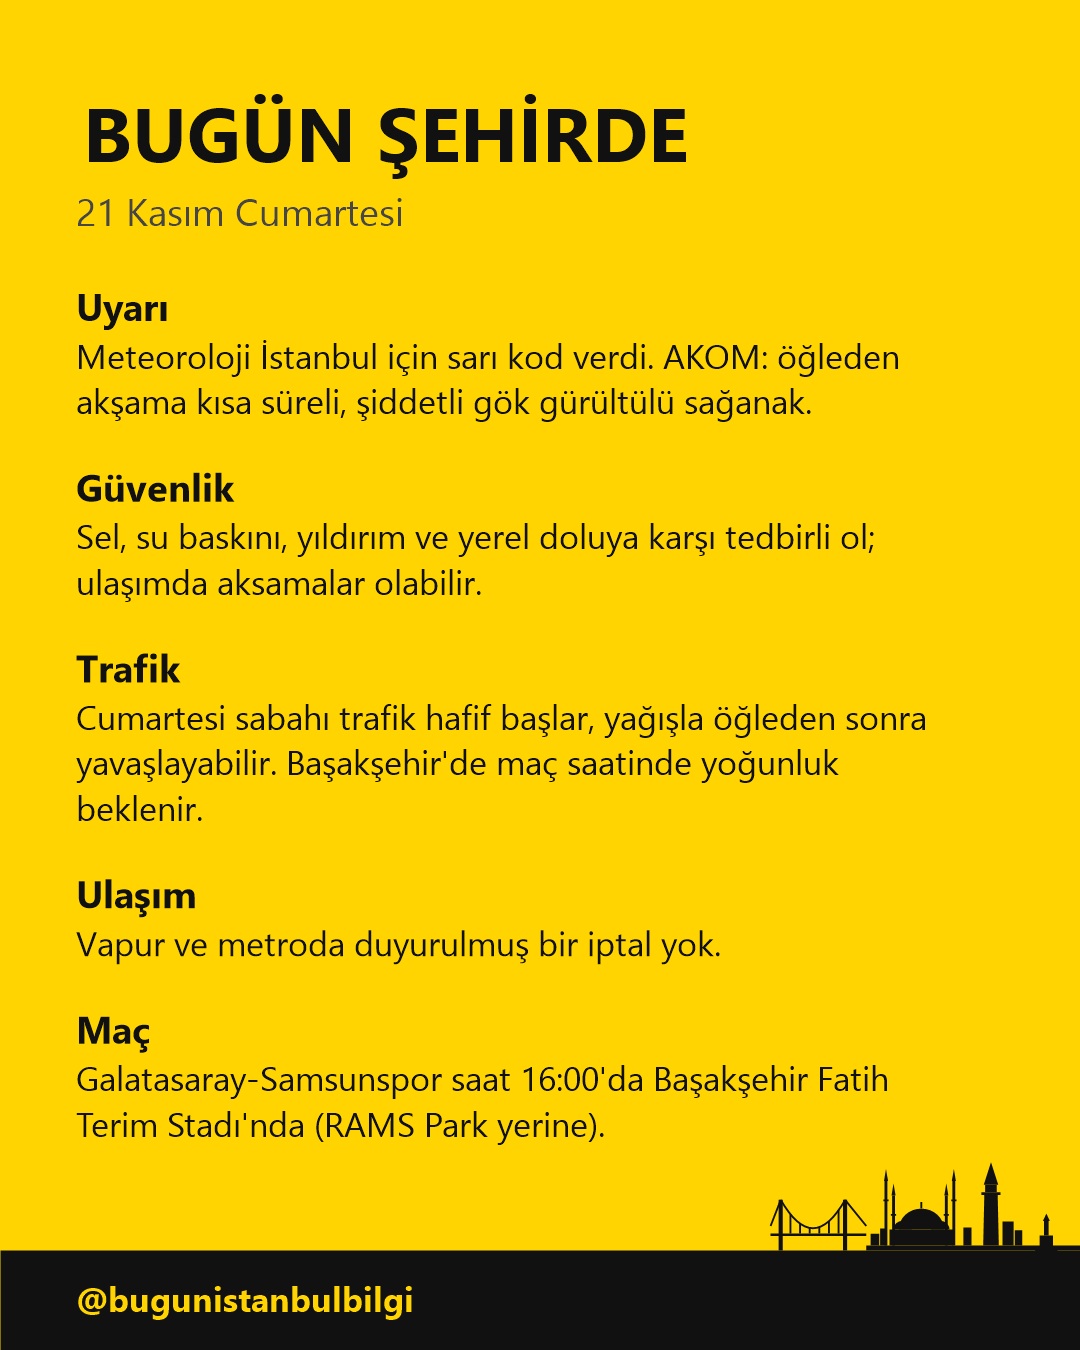 BUGÜN ŞEHİRDE
21 Kasım Cumartesi
Uyarı
Meteoroloji İstanbul için sarı kod verdi. AKOM: öğleden
akşama kısa süreli, şiddetli gök gürültülü sağanak.
Güvenlik
Sel, su baskını, yıldırım ve yerel doluya karşı tedbirli ol;
ulaşımda aksamalar olabilir.
Trafik
Cumartesi sabahı trafik hafif başlar, yağışla öğleden sonra
yavaşlayabilir. Başakşehir'de maç saatinde yoğunluk
beklenir.
Ulaşım
Vapur ve metroda duyurulmuş bir iptal yok.
Maç
Galatasaray-Samsunspor saat 16:00'da Başakşehir Fatih
Terim Stadı'nda (RAMS Park yerine).
@bugunistanbulbilgi